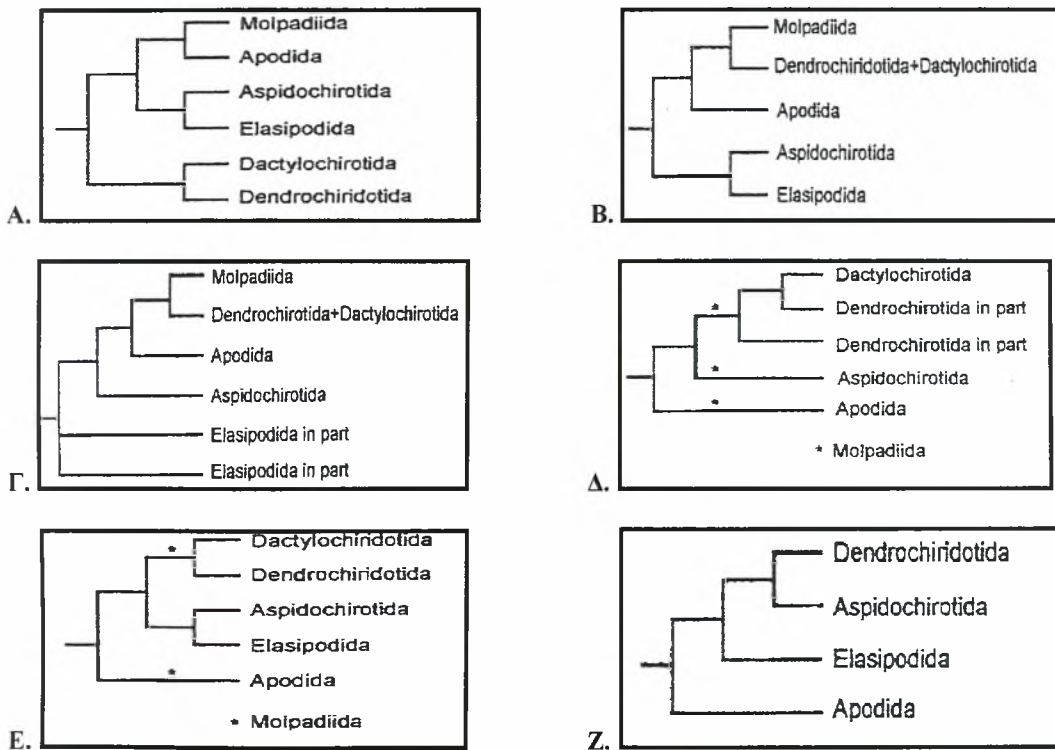 Molpadiida
Apodida
Aspidochirotida
Elasipodida
Dactylochirotida
Dendrochiridotida
Α.
Molpadiida
Dendrochiridotida+Dactylochirotida
Apodida
Aspidochirotida
Elasipodida
Β.
Molpadiida
Dendrochirotida+Dactylochirotida
Apodida
Aspidochirotida
Elasipodida in part
Elasipodida in part
Γ.
Dactylochirotida
Dendrochirotida in part
Dendrochirotida in part
Aspidochirotida
Apodida
* Molpadiida
* * *
Δ.
Dactylochiridotida
Dendrochiridotida
Aspidochirotida
Elasipodida
Apodida
* Molpadiida
* *
Ε.
Dendrochiridotida
Aspidochirotida
Elasipodida
Apodida
Ζ.